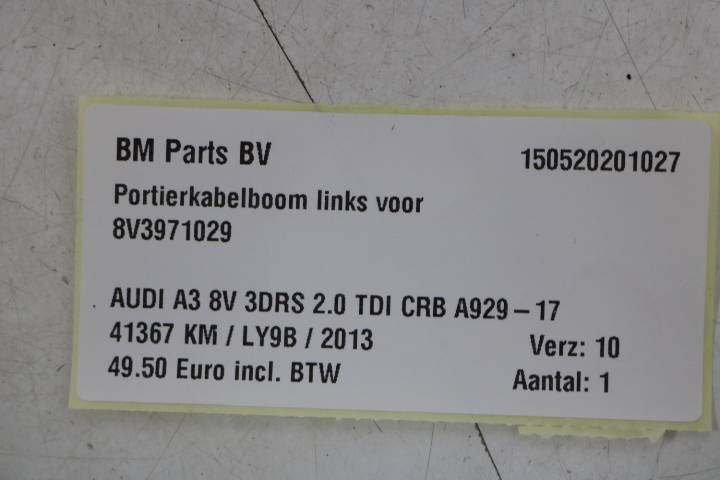 BM Parts BV 150520201027
Portierkabelboom links voor
8V3971029
AUDI A3 8V 3DRS 2.0 TDI CRB A929 – 17
41367 KM / LY9B / 2013 Verz: 10
49.50 Euro incl. BTW Aantal: 1